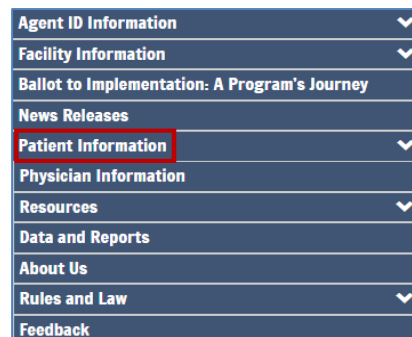 Agent ID Information
Facility Information
Ballot to Implementation: A Program's Journey
News Releases
Patient Information
Physician Information
Resources
Data and Reports
About Us
Rules and Law
Feedback